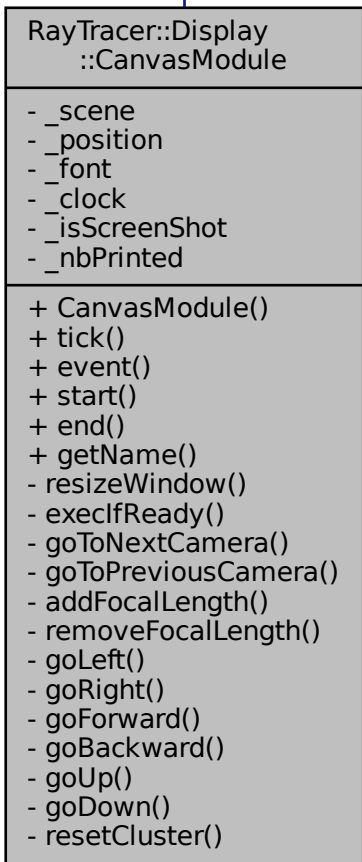 RayTracer::Display
::CanvasModule
- _scene
- _position
- _font
- _clock
- _isScreenShot
- _nbPrinted
+ CanvasModule()
+ tick()
+ event()
+ start()
+ end()
+ getName()
- resizeWindow()
- execIfReady()
- goToNextCamera()
- goToPreviousCamera()
- addFocalLength()
- removeFocalLength()
- goLeft()
- goRight()
- goForward()
- goBackward()
- goUp()
- goDown()
- resetCluster()